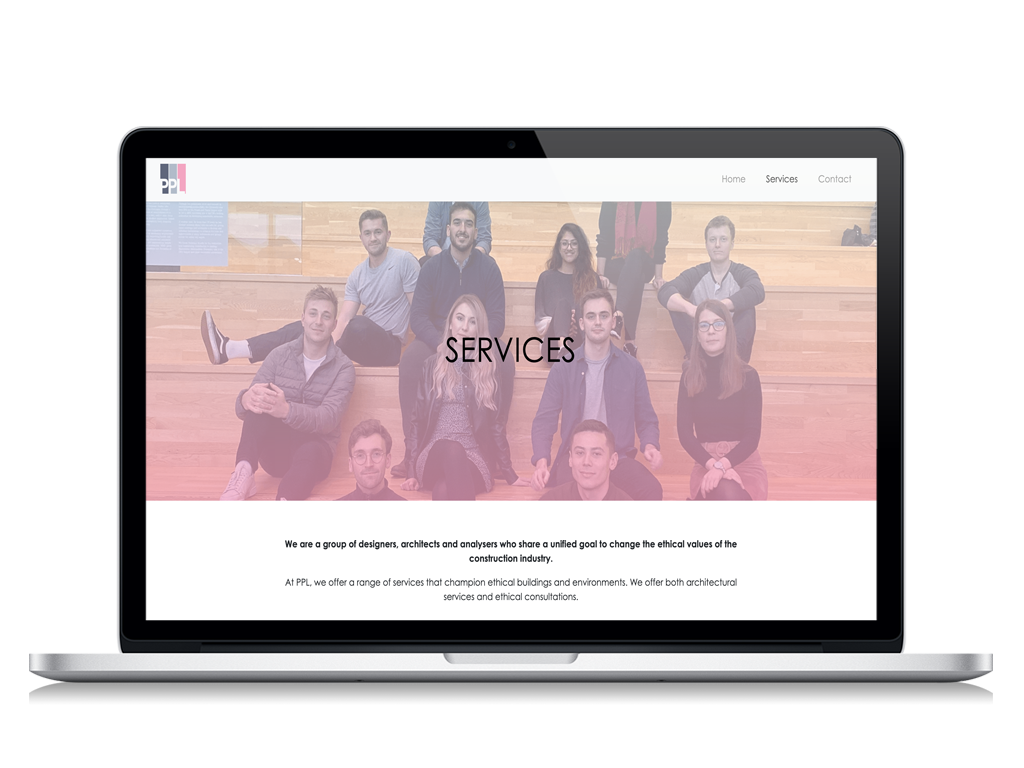 PPL
Home Services Contact
SERVICES
We are a group of designers, architects and analysers who share a unified goal to change the ethical values of the
construction industry.
At PPL, we offer a range of services that champion ethical buildings and environments. We offer both architectural
services and ethical consultations.